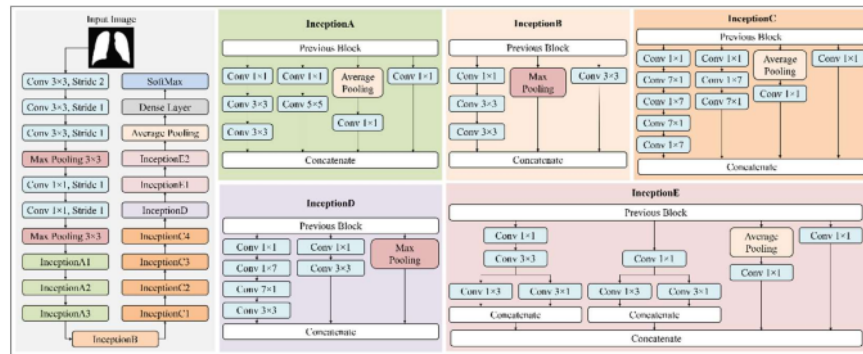 Input Image
Conv 3×3, Stride 2
Conv 3×3, Stride 1
Conv 3×3, Stride 1
Max Pooling 3×3
Conv 1×1, Stride 1
Conv 1×1, Stride 1
Max Pooling 3×3
InceptionA1
InceptionA2
InceptionA3
InceptionB
SoftMax
Dense Layer
Average Pooling
InceptionE2
InceptionE1
InceptionD
InceptionC4
InceptionC3
InceptionC2
InceptionC1
InceptionA
Previous Block
Conv 1×1
Conv 3×3
Conv 3×3
Conv 1×1
Conv 5×5
Average
Pooling
Conv 1×1
Conv 1×1
Concatenate
InceptionB
Previous Block
Conv 1×1
Conv 3×3
Conv 3×3
Max
Pooling
Conv 3×3
Concatenate
InceptionC
Previous Block
Conv 1×1
Conv 7×1
Conv 1×7
Conv 7×1
Conv 1×7
Conv 1×1
Conv 1×7
Conv 7×1
Average
Pooling
Conv 1×1
Conv 1×1
Concatenate
InceptionD
Previous Block
Conv 1×1
Conv 1×7
Conv 7×1
Conv 3×3
Conv 1×1
Conv 3×3
Max
Pooling
Concatenate
InceptionE
Previous Block
Conv 1×1
Conv 3×3
Conv 1×3
Conv 3×1
Concatenate
Conv 1×1
Conv 1×3
Conv 3×1
Concatenate
Average
Pooling
Conv 1×1
Conv 1×1
Concatenate